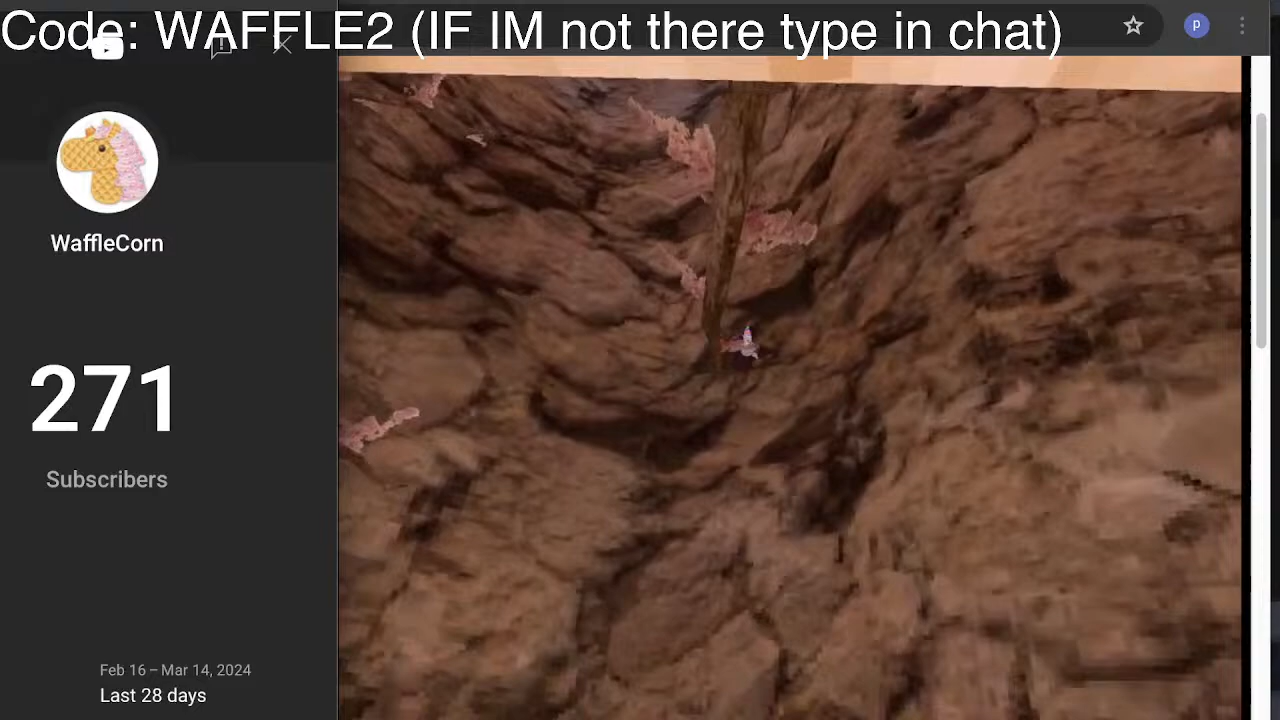 Code: WAFFLE2 (IF IM not there type in chat)
p
WaffleCorn
271
Subscribers
Feb 16 – Mar 14, 2024
Last 28 days